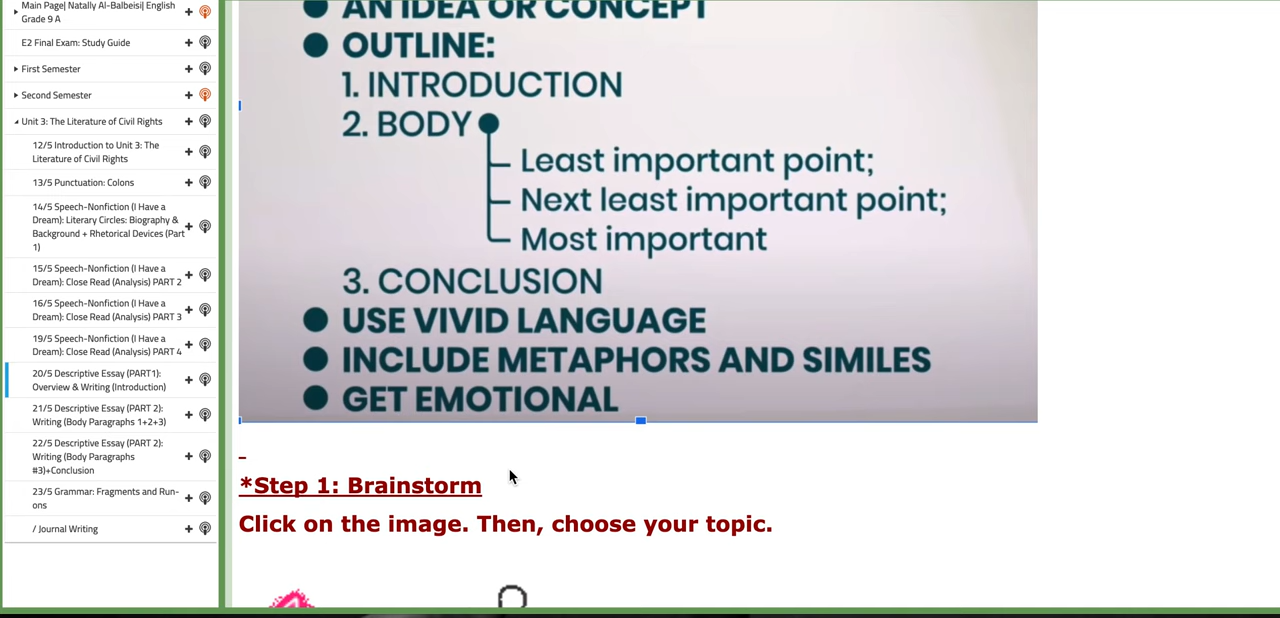 Main Page| Natally Al-Balbeisi| English
Grade 9 A
E2 Final Exam: Study Guide
First Semester
Second Semester
Unit 3: The Literature of Civil Rights
12/5 Introduction to Unit 3: The
Literature of Civil Rights
13/5 Punctuation: Colons
14/5 Speech-Nonfiction (I Have a
Dream): Literary Circles: Biography &
Background + Rhetorical Devices (Part
1)
15/5 Speech-Nonfiction (I Have a
Dream): Close Read (Analysis) PART 2
16/5 Speech-Nonfiction (I Have a
Dream): Close Read (Analysis) PART 3
19/5 Speech-Nonfiction (I Have a
Dream): Close Read (Analysis) PART 4
20/5 Descriptive Essay (PART1):
Overview & Writing (Introduction)
21/5 Descriptive Essay (PART 2):
Writing (Body Paragraphs 1+2+3)
22/5 Descriptive Essay (PART 2):
Writing (Body Paragraphs
#3)+Conclusion
23/5 Grammar: Fragments and Run-
ons
/ Journal Writing
AN IDEA OR CONCEPT
OUTLINE:
1. INTRODUCTION
2. BODY
Least important point;
Next least important point;
Most important
3. CONCLUSION
USE VIVID LANGUAGE
INCLUDE METAPHORS AND SIMILES
GET EMOTIONAL
*Step 1: Brainstorm
Click on the image. Then, choose your topic.